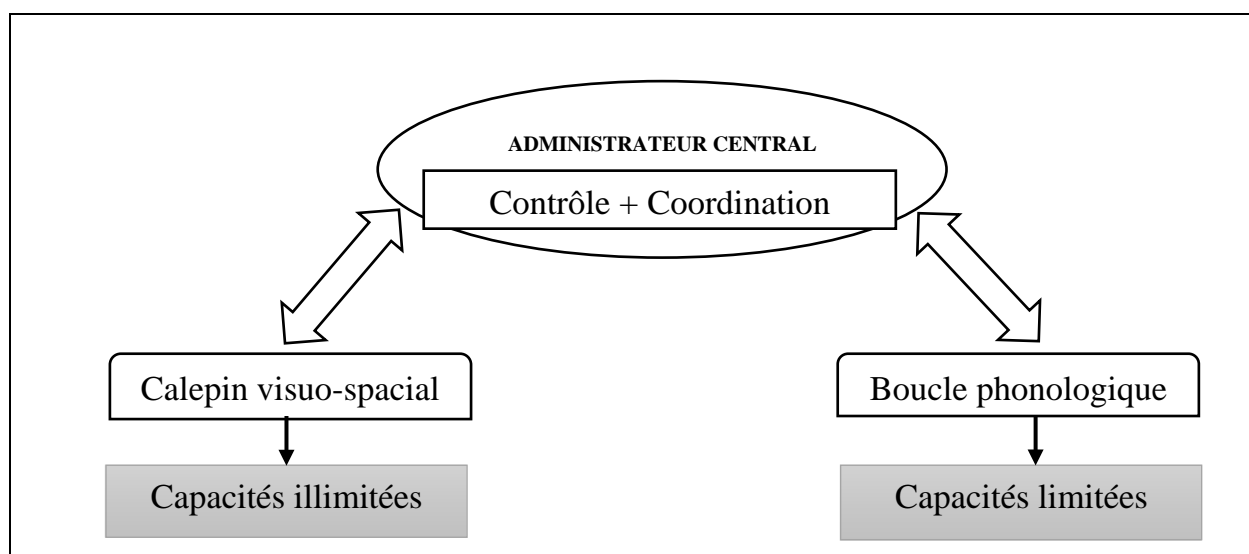 ADMINISTRATEUR CENTRAL
Contrôle + Coordination
Calepin visuo-spacial
Boucle phonologique
Capacités illimitées
Capacités limitées